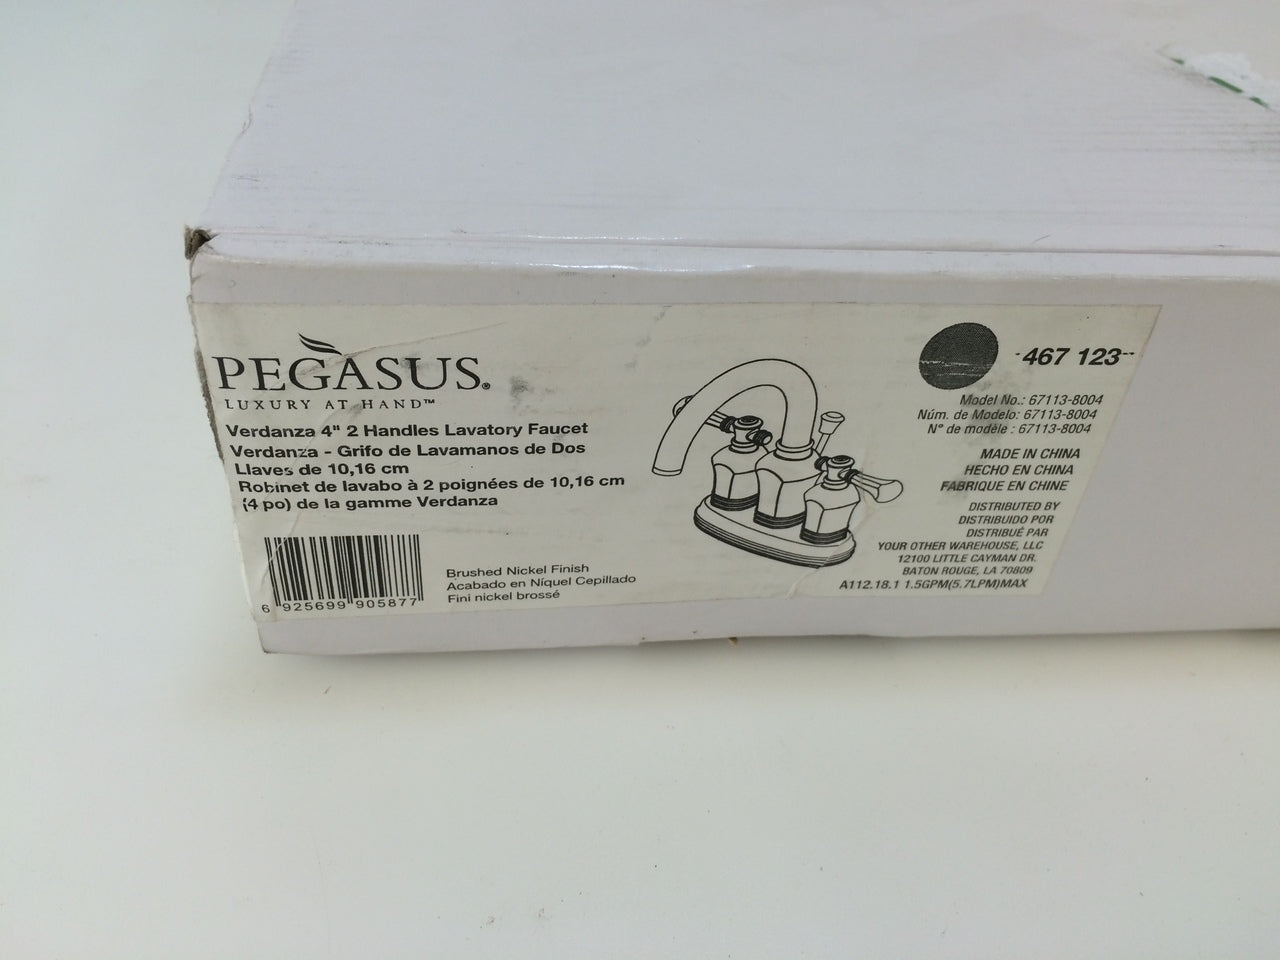 PEGASUS®
LUXURY AT HAND™
Verdanza 4" 2 Handles Lavatory Faucet
Verdanza - Grifo de Lavamanos de Dos
Llaves de 10,16 cm
Robinet de lavabo à 2 poignées de 10,16 cm
(4 po) de la gamme Verdanza
6 925699 905877
Brushed Nickel Finish
Acabado en Níquel Cepillado
Fini nickel brossé
467 123
Model No.: 67113-8004
Núm. de Modelo: 67113-8004
N° de modèle : 67113-8004
MADE IN CHINA
HECHO EN CHINA
FABRIQUE EN CHINE
DISTRIBUTED BY
DISTRIBUIDO POR
DISTRIBUÉ PAR
YOUR OTHER WAREHOUSE, LLC
12100 LITTLE CAYMAN DR.
BATON ROUGE, LA 70809
A112.18.1 1.5GPM(5.7LPM)MAX